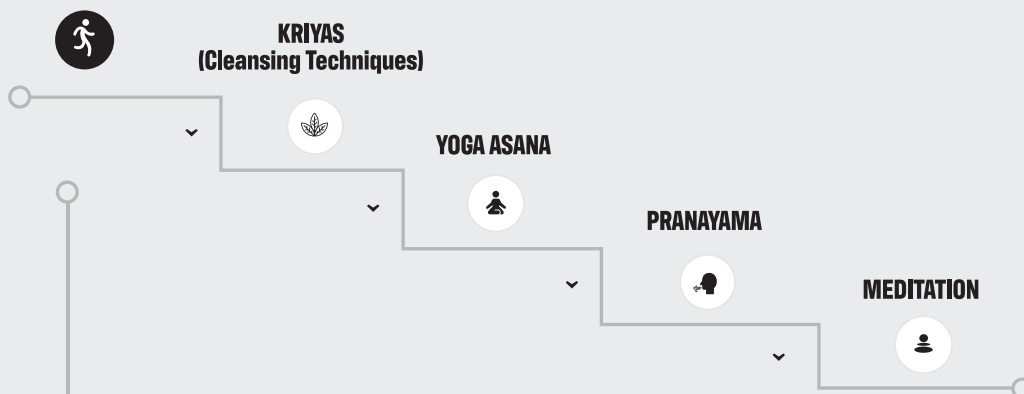 KRIYAS
(Cleansing Techniques)
YOGA ASANA
PRANAYAMA
MEDITATION